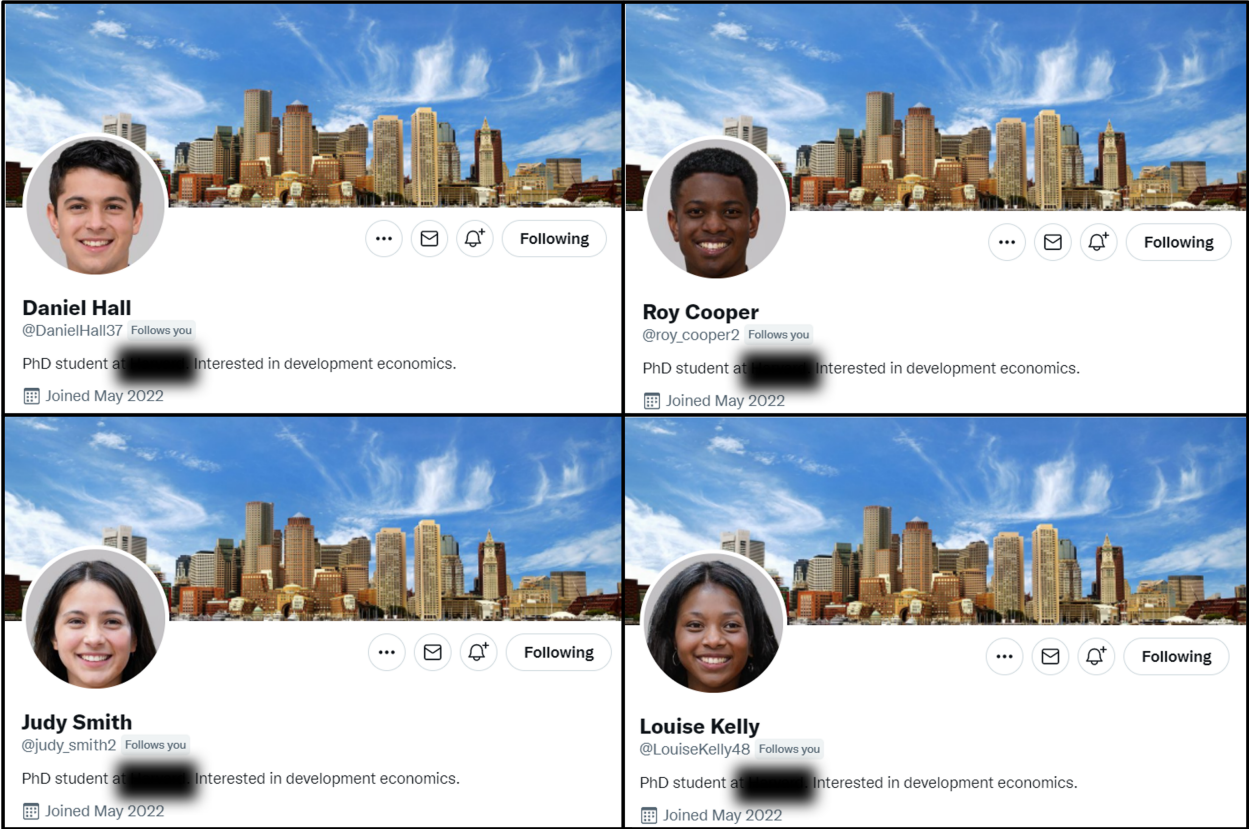 Following
Daniel Hall
@DanielHall37 Follows you
PhD student at Interested in development economics.
Joined May 2022
Following
Roy Cooper
@roy_cooper2 Follows you
PhD student at Interested in development economics.
Joined May 2022
Following
Judy Smith
@judy_smith2 Follows you
PhD student at Interested in development economics.
Joined May 2022
Following
Louise Kelly
@LouiseKelly48 Follows you
PhD student at Interested in development economics.
Joined May 2022